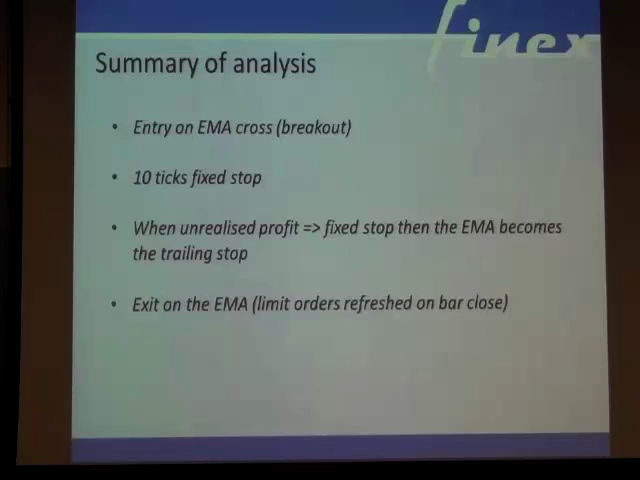 finex
Summary of analysis
• Entry on EMA cross (breakout)
• 10 ticks fixed stop
• When unrealised profit => fixed stop then the EMA becomes
the trailing stop
• Exit on the EMA (limit orders refreshed on bar close)